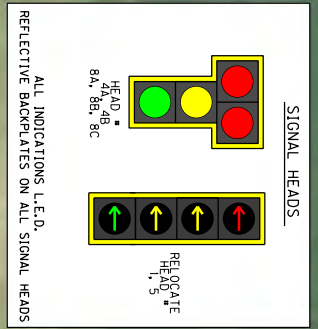 SIGNAL HEADS
HEAD #
4A, 4B
8A, 8B, 8C
RELOCATE
HEAD #
1, 5
ALL INDICATIONS L.E.D.
REFLECTIVE BACKPLATES ON ALL SIGNAL HEADS